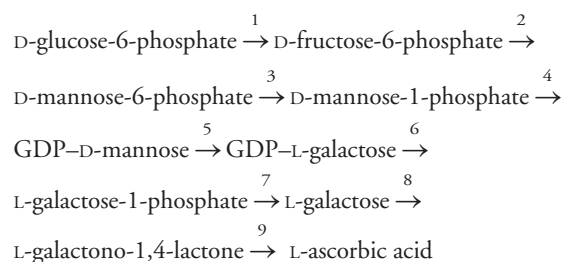 D-glucose-6-phosphate →1 D-fructose-6-phosphate →2
D-mannose-6-phosphate →3 D-mannose-1-phosphate →4
GDP–D-mannose →5 GDP–L-galactose →6
L-galactose-1-phosphate →7 L-galactose →8
L-galactono-1,4-lactone →9 L-ascorbic acid